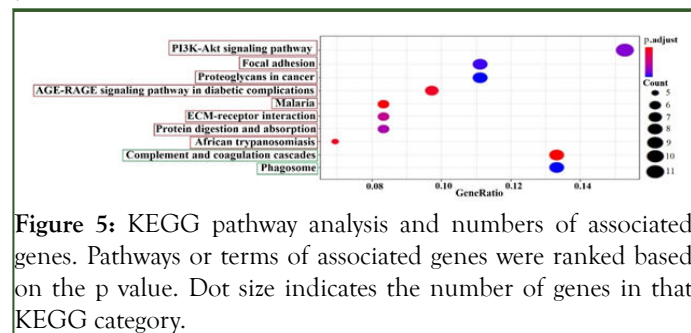 PI3K-Akt signaling pathway
Focal adhesion
Proteoglycans in cancer
AGE-RAGE signaling pathway in diabetic complications
Malaria
ECM-receptor interaction
Protein digestion and absorption
African trypanosomiasis
Complement and coagulation cascades
Phagosome
0.08 0.10 0.12 0.14
GeneRatio
p.adjust
Count
5
6
7
8
9
10
11
Figure 5: KEGG pathway analysis and numbers of associated
genes. Pathways or terms of associated genes were ranked based
on the p value. Dot size indicates the number of genes in that
KEGG category.